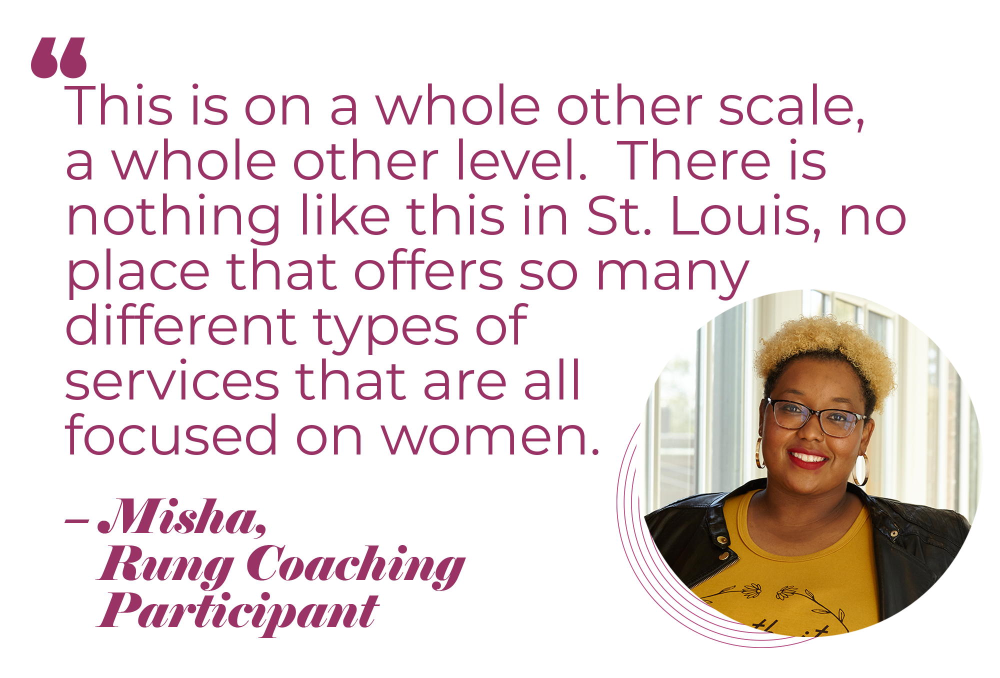 “
This is on a whole other scale,
a whole other level. There is
nothing like this in St. Louis, no
place that offers so many
different types of
services that are all
focused on women.
– Misha,
Rung Coaching
Participant